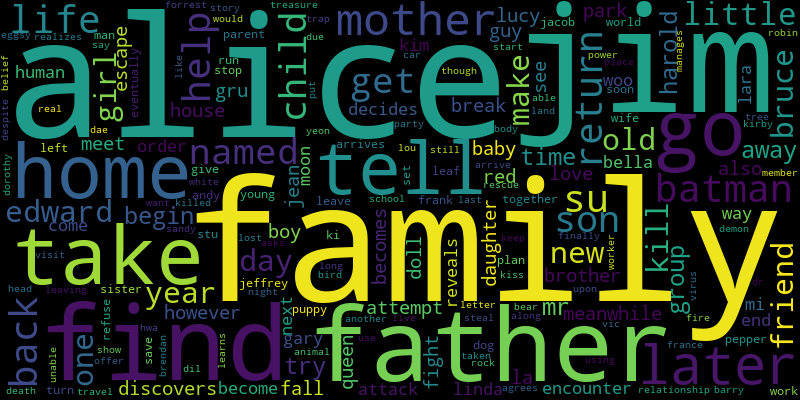 alice
jim
family
father
find
take
home
tell
go
later
mother
life
help
child
girl
named
get
return
little
bruce
harold
lucy
guy
park
kim
make
see
woo
break
decides
gru
house
meet
order
human
escape
edward
begin
su
son
batman
old
time
baby
red
bella
love
away
also
way
new
brother
kill
group
friend
day
boy
year
back
one
however
next
try
gary
queen
fight
attempt
mr
meanwhile
mi
end
discovers
become
fall
attack
linda
la
encounter
becomes
doll
reveals
daughter
jean
moon
puppy
dog
jeffrey
sister
young
give
left
come
run
stop
parent
story
would
trap
due
put
like
forrest
man
say
eggsy
realizes
belief
despite
real
eventually
dae
dorothy
white
andy
killed
want
sandy
stu
lost
asks
ki
long
bird
night
leave
set
school
lou
still
leaf
frank
last
arrives
arrive
rescue
together
plan
kiss
keep
finally
worker
letter
bear
upon
along
steal
taken
rock
agrees
using
use
another
live
animal
vic
france
fire
virus
dr
pepper
demon
member
relationship
barry
work
wife
land
able
body
party
car
though
power
place
start
world
jacob
soon
treasure
robin
manages
tree
kirby
lara
yeon
visit
head
leaving
refuse
hwa
show
offer
save
brendan
learns
dil
unable
death
turn
travel